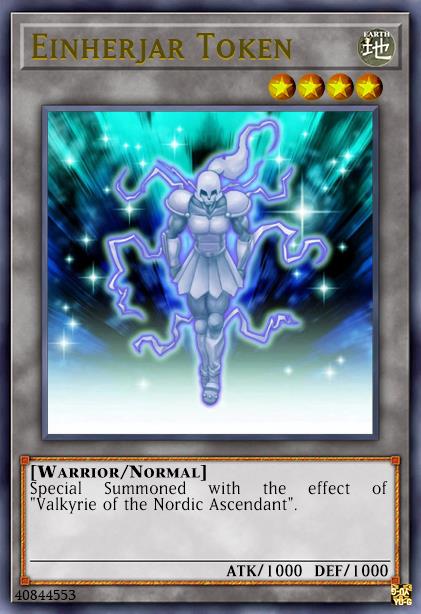 Einherjar Token
EARTH
地
[Warrior/Normal]
Special Summoned with the effect of
"Valkyrie of the Nordic Ascendant".
ATK/1000 DEF/1000
40844553